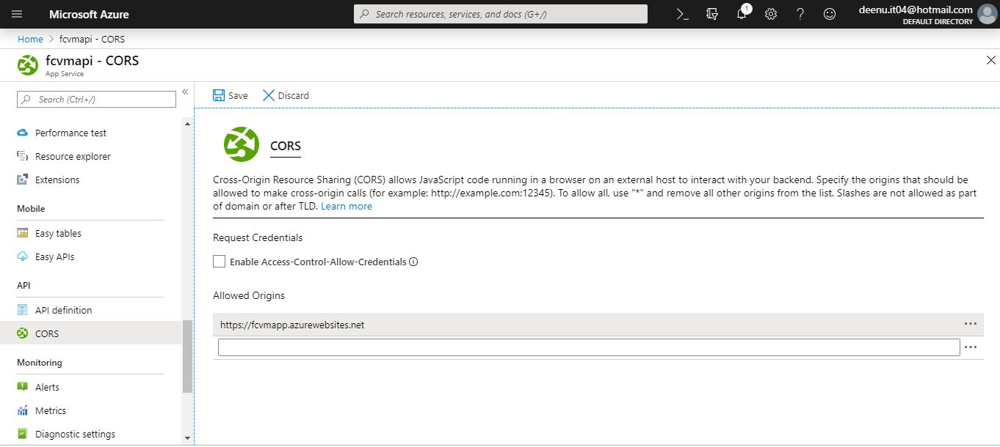 Microsoft Azure
Search resources, services, and docs (G+/)
1
deenu.it04@hotmail.com
DEFAULT DIRECTORY
Home > fcvmapi - CORS
fcvmapi - CORS
App Service
Search (Ctrl+/)
«
Performance test
Resource explorer
Extensions
Mobile
Easy tables
Easy APIs
API
API definition
CORS
Monitoring
Alerts
Metrics
Diagnostic settings
Save
Discard
CORS
Cross-Origin Resource Sharing (CORS) allows JavaScript code running in a browser on an external host to interact with your backend. Specify the origins that should be
allowed to make cross-origin calls (for example: http://example.com:12345). To allow all, use "*" and remove all other origins from the list. Slashes are not allowed as part
of domain or after TLD. Learn more
Request Credentials
Enable Access-Control-Allow-Credentials
Allowed Origins
https://fcvmapp.azurewebsites.net